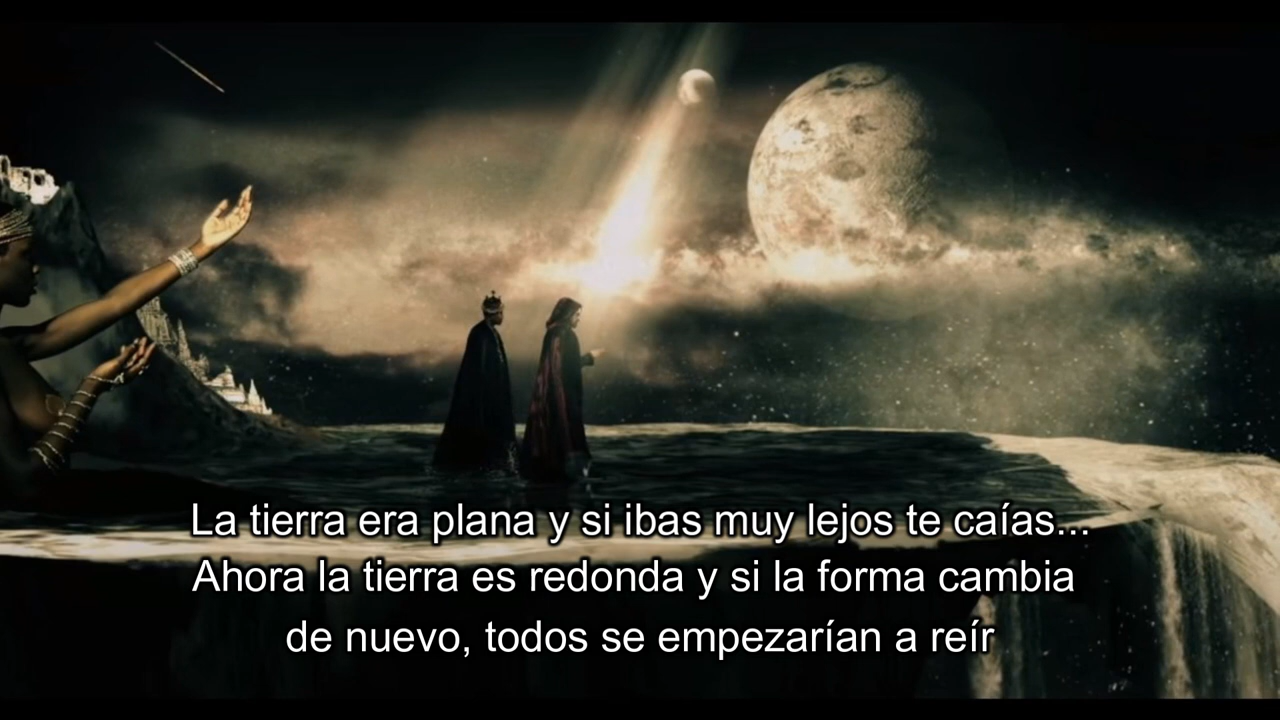 La tierra era plana y si ibas muy lejos te caías...
Ahora la tierra es redonda y si la forma cambia
de nuevo, todos se empezarían a reír